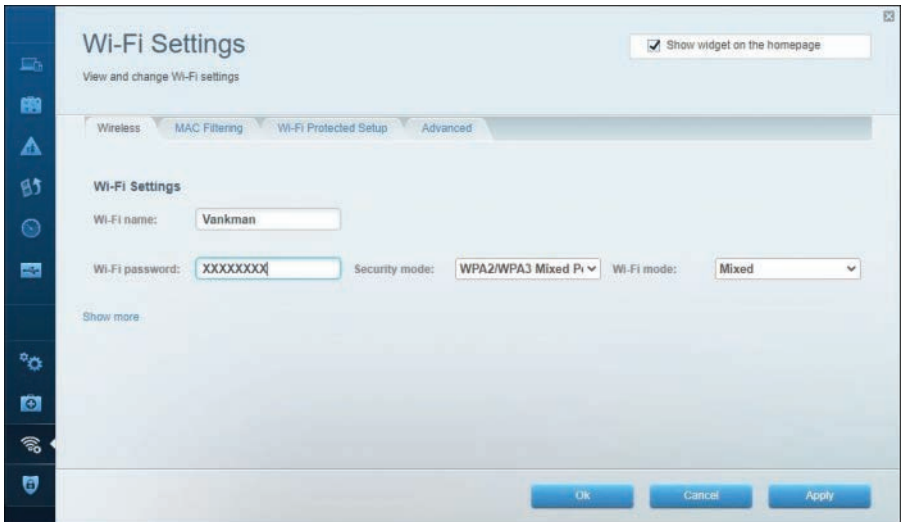 Wi-Fi Settings
Show widget on the homepage
View and change Wi-Fi settings
Wireless MAC Filtering Wi-Fi Protected Setup Advanced
Wi-Fi Settings
Wi-Fi name: Vankman
Wi-Fi password: XXXXXXXX Security mode: WPA2/WPA3 Mixed P Wi-Fi mode: Mixed
Show more
Ok Cancel Apply